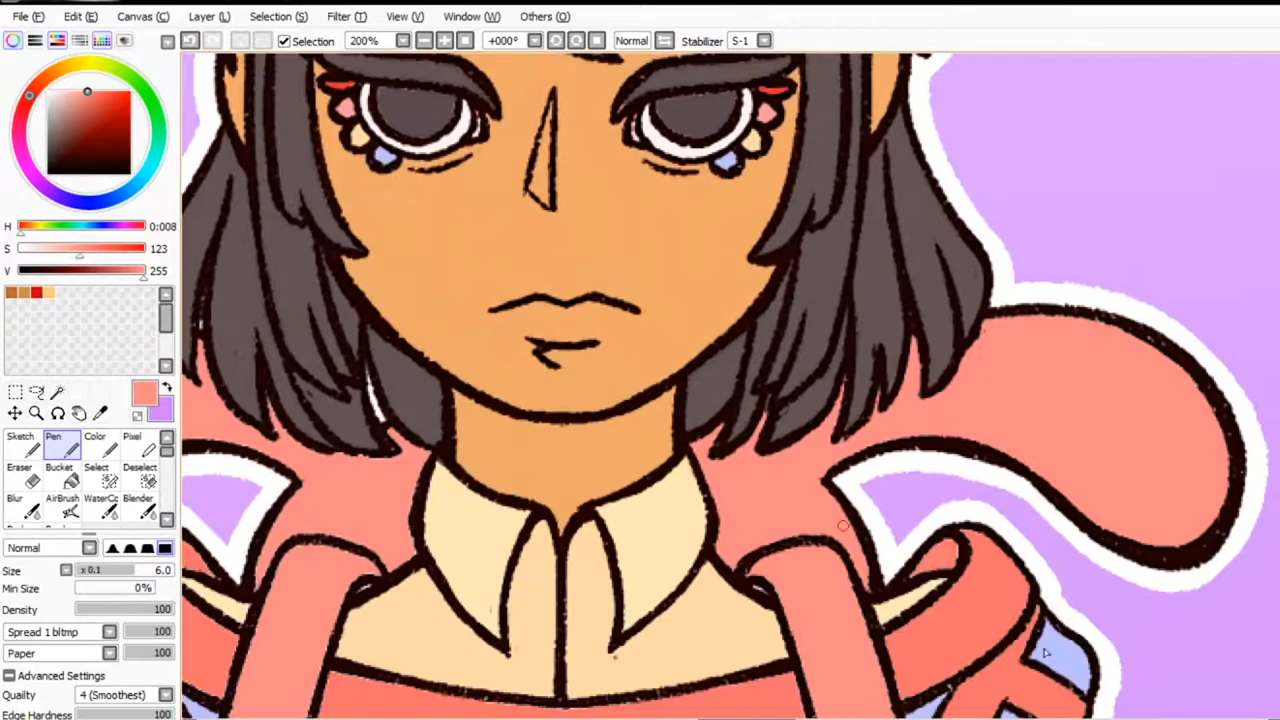 File (F) Edit (E) Canvas (C) Layer (L) Selection (S) Filter (T) View (V) Window (W) Others (O)
Selection 200% +000° Normal Stabilizer S-1
H 0:008
S 123
V 255
Sketch Pen Color Pixel
Eraser Bucket Select Deselect
Blur AirBrush WaterCo Blender
Normal
Size x 0.1 6.0
Min Size 0%
Density 100
Spread 1 bltmp 100
Paper 100
Advanced Settings
Quality 4 (Smoothest)
Edge Hardness 100